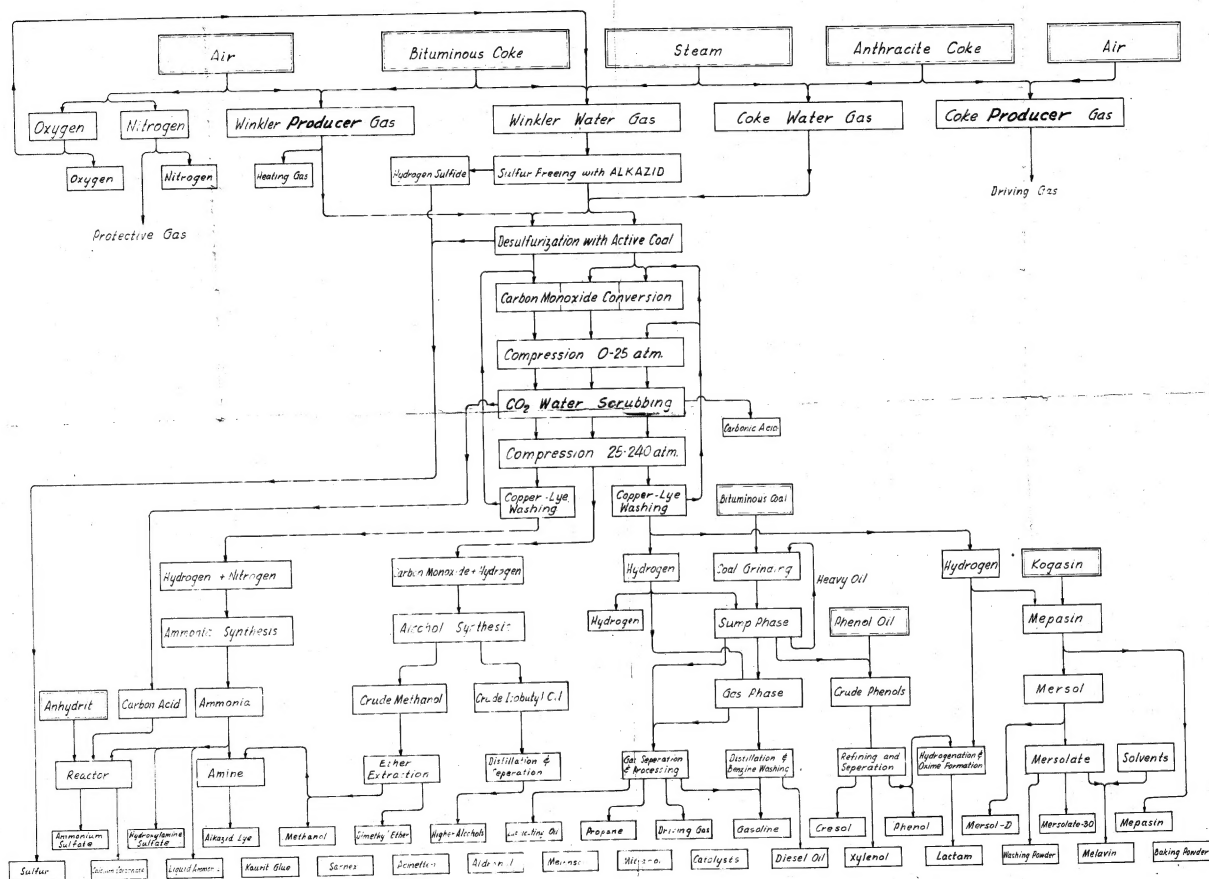 Air
Bituminous Coke
Steam
Anthracite Coke
Air
Oxygen
Nitrogen
Winkler Producer Gas
Winkler Water Gas
Coke Water Gas
Coke Producer Gas
Oxygen
Nitrogen
Heating Gas
Hydrogen Sulfide
Sulfur Freeing with ALKAZID
Driving Gas
Protective Gas
Desulfurization with Active Coal
Carbon Monoxide Conversion
Compression 0-25 atm.
CO2 Water Scrubbing
Carbonic Acid
Compression 25-240 atm.
Copper-Lye
Washing
Copper-Lye
Washing
Bituminous Coal
Hydrogen + Nitrogen
Carbon Monoxide + Hydrogen
Hydrogen
Coal Grinding
Heavy Oil
Hydrogen
Kogasin
Ammonia Synthesis
Alcohol Synthesis
Hydrogen
Sump Phase
Phenol Oil
Mepasin
Anhydrit
Carbon Acid
Ammonia
Crude Methanol
Crude Isobutyl
Gas Phase
Crude Phenols
Mersol
Reactor
Amine
Ether
Extraction
Distillation &
Seperation
Gas Seperation
& Processing
Distillation &
Benzine Washing
Refining and
Seperation
Hydrogenation &
Oxime Formation
Mersolate
Solvents
Ammonium
Sulfate
Hydroxylamine
Sulfate
Alkazid Lye
Methanol
Dimethyl Ether
Higher Alcohols
Oil
Propane
Driving Gas
Gasoline
Cresol
Phenol
Mersol-D
Mersolate-30
Mepasin
Sulfur
Calcium Carbonate
Liquid
Kaurit Glue
Catalysts
Diesel Oil
Xylenol
Lactam
Washing Powder
Melavin
Baking Powder